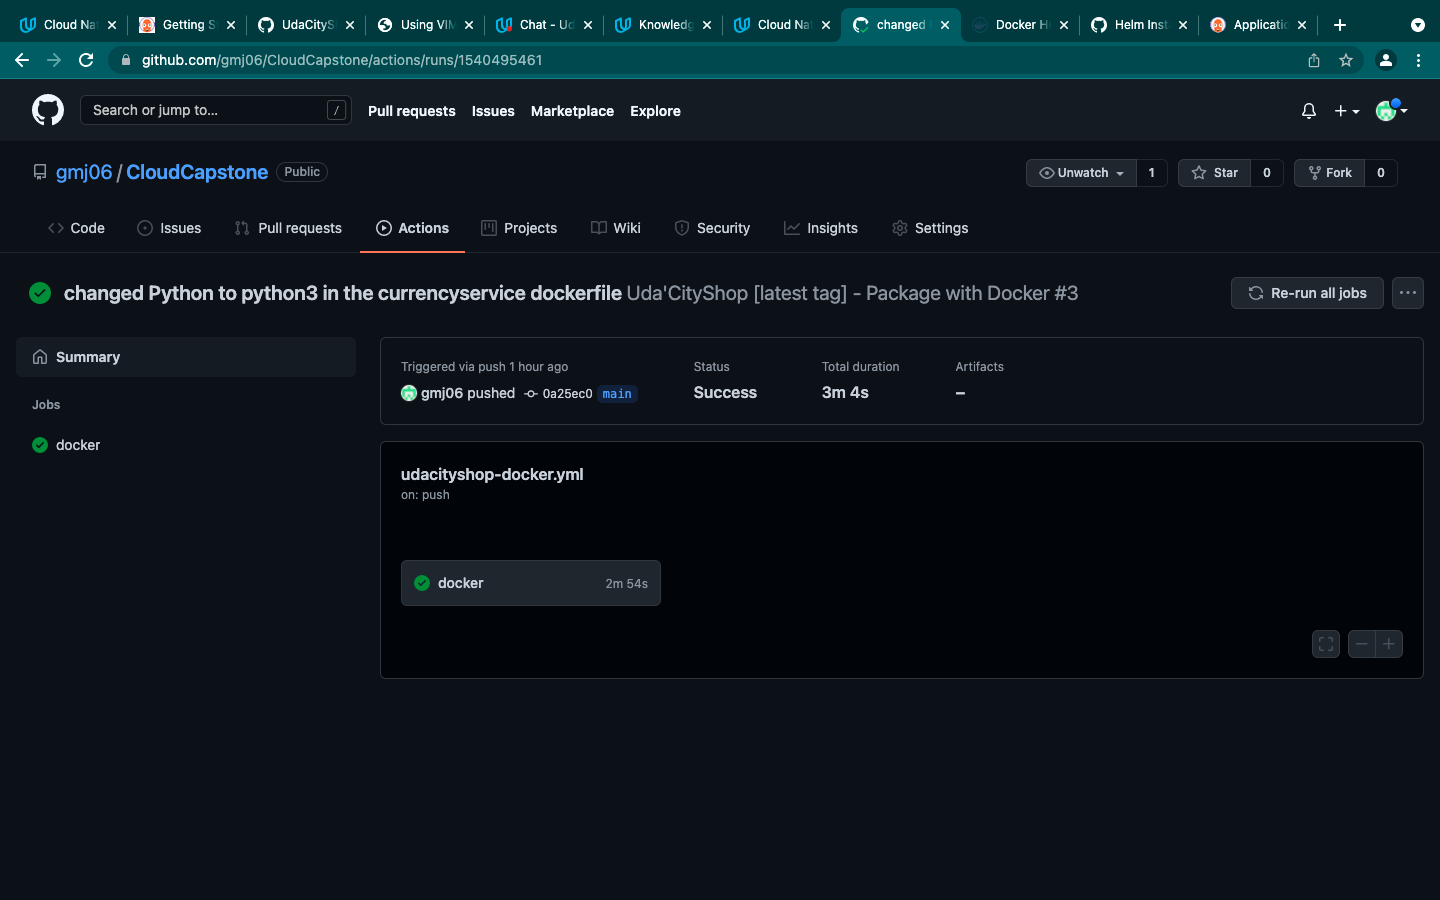 Cloud Na
Getting S
UdaCityS
Using VIM
Chat - Ud
Knowledg
Cloud Na
changed
Docker H
Helm Inst
Applicatio
github.com/gmj06/CloudCapstone/actions/runs/1540495461
Search or jump to... /
Pull requests
Issues
Marketplace
Explore
gmj06 / CloudCapstone Public
Unwatch 1
Star 0
Fork 0
Code
Issues
Pull requests
Actions
Projects
Wiki
Security
Insights
Settings
changed Python to python3 in the currencyservice dockerfile Uda'CityShop [latest tag] - Package with Docker #3
Re-run all jobs
Summary
Jobs
docker
Triggered via push 1 hour ago
gmj06 pushed 0a25ec0 main
Status
Success
Total duration
3m 4s
Artifacts
–
udacityshop-docker.yml
on: push
docker 2m 54s